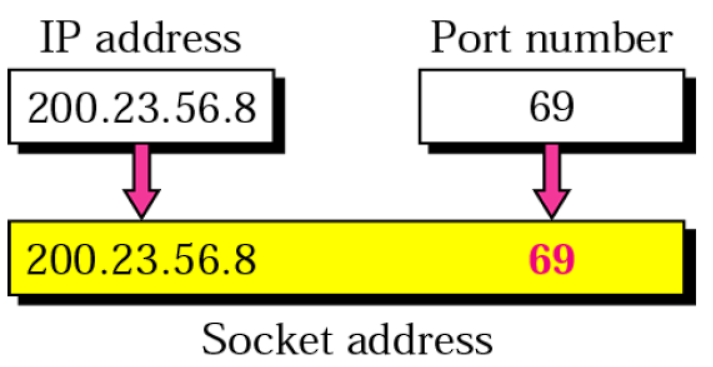 IP address Port number
200.23.56.8 69
200.23.56.8 69
Socket address